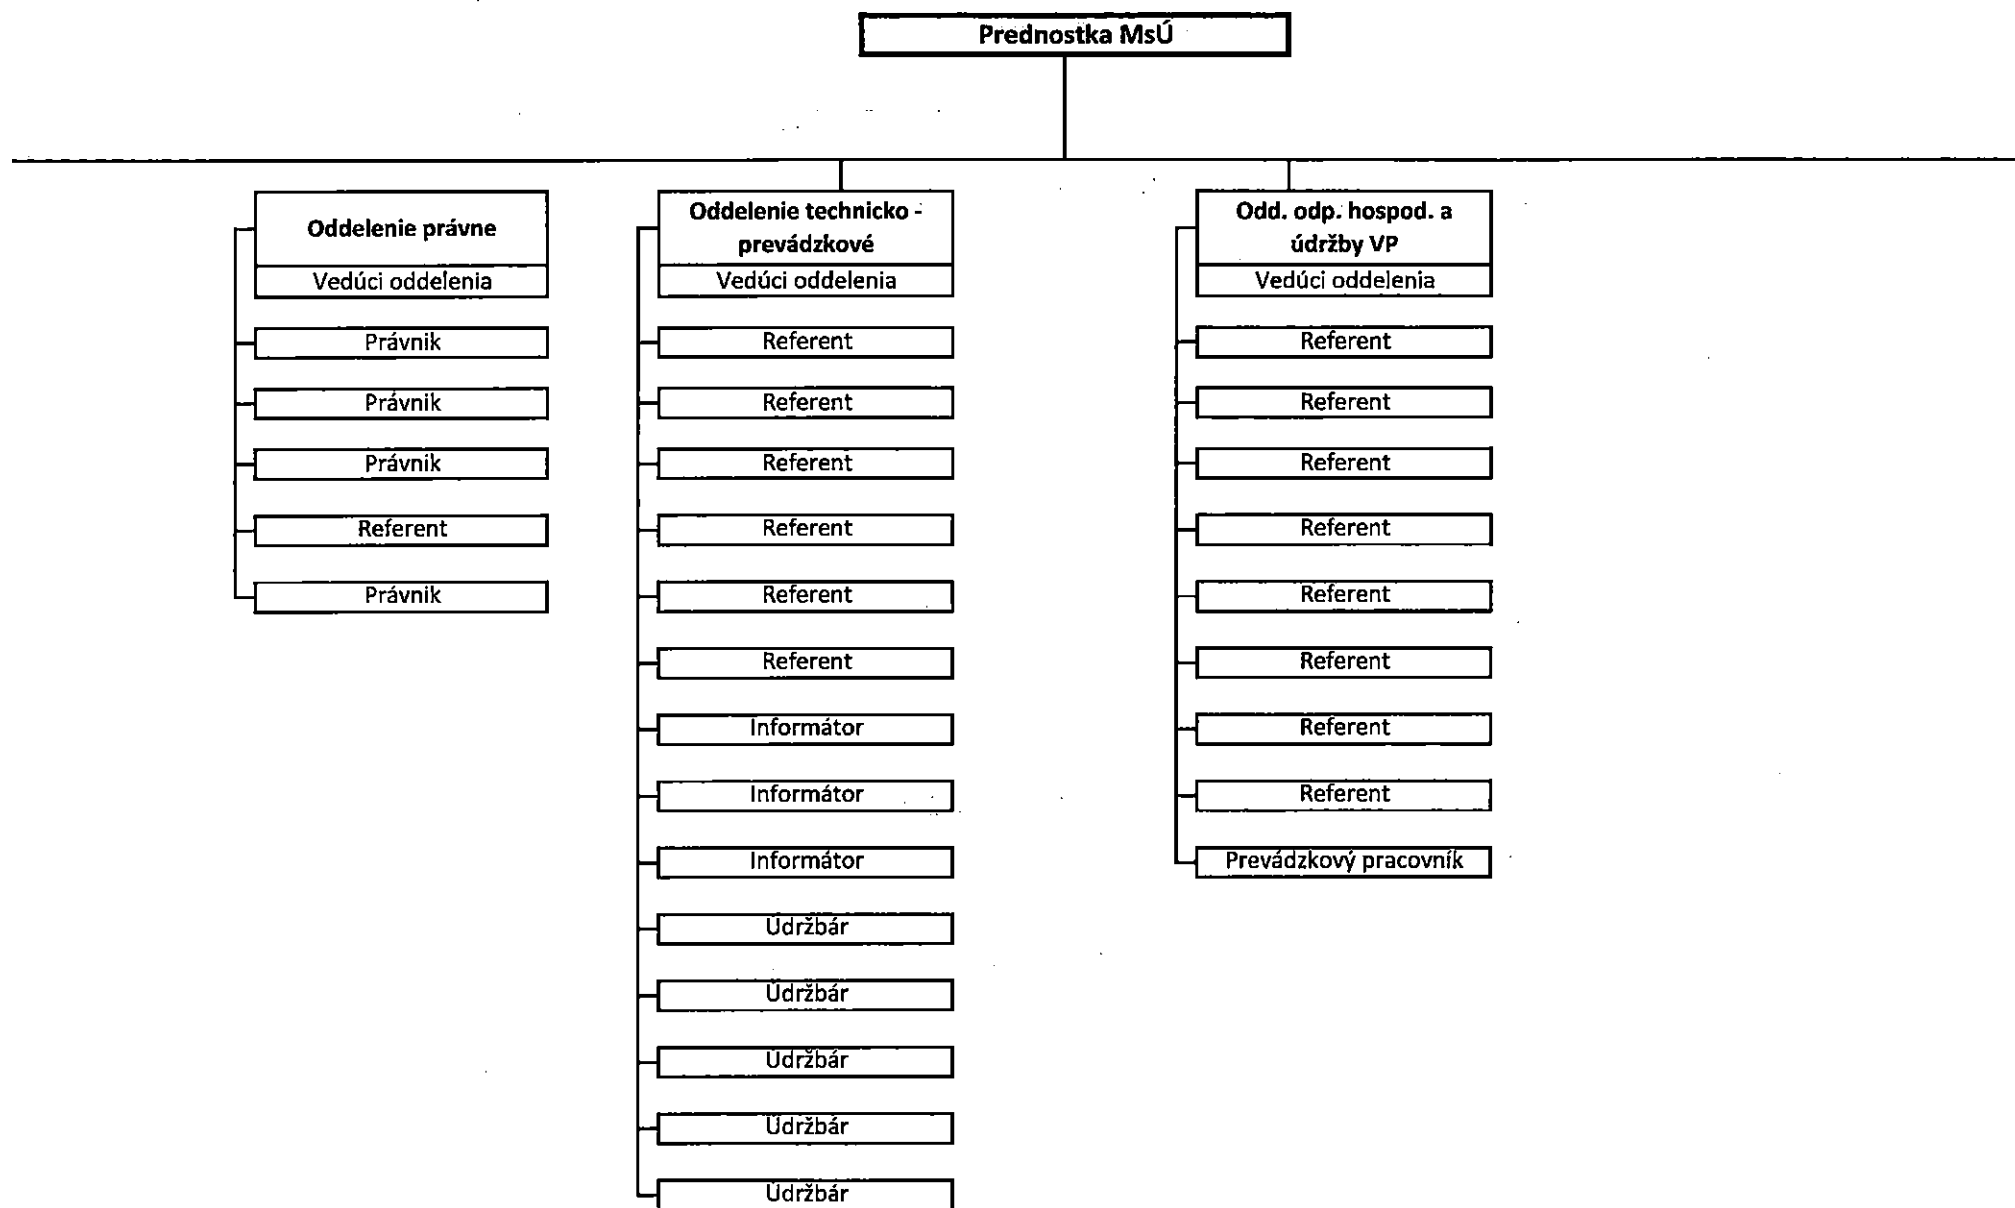 Prednostka MsÚ
Oddelenie právne
Vedúci oddelenia
Právnik
Právnik
Právnik
Referent
Právnik
Oddelenie technicko -
prevádzkové
Vedúci oddelenia
Referent
Referent
Referent
Referent
Referent
Referent
Informátor
Informátor
Informátor
Údržbár
Údržbár
Údržbár
Údržbár
Údržbár
Odd. odp. hospod. a
údržby VP
Vedúci oddelenia
Referent
Referent
Referent
Referent
Referent
Referent
Referent
Referent
Prevádzkový pracovník